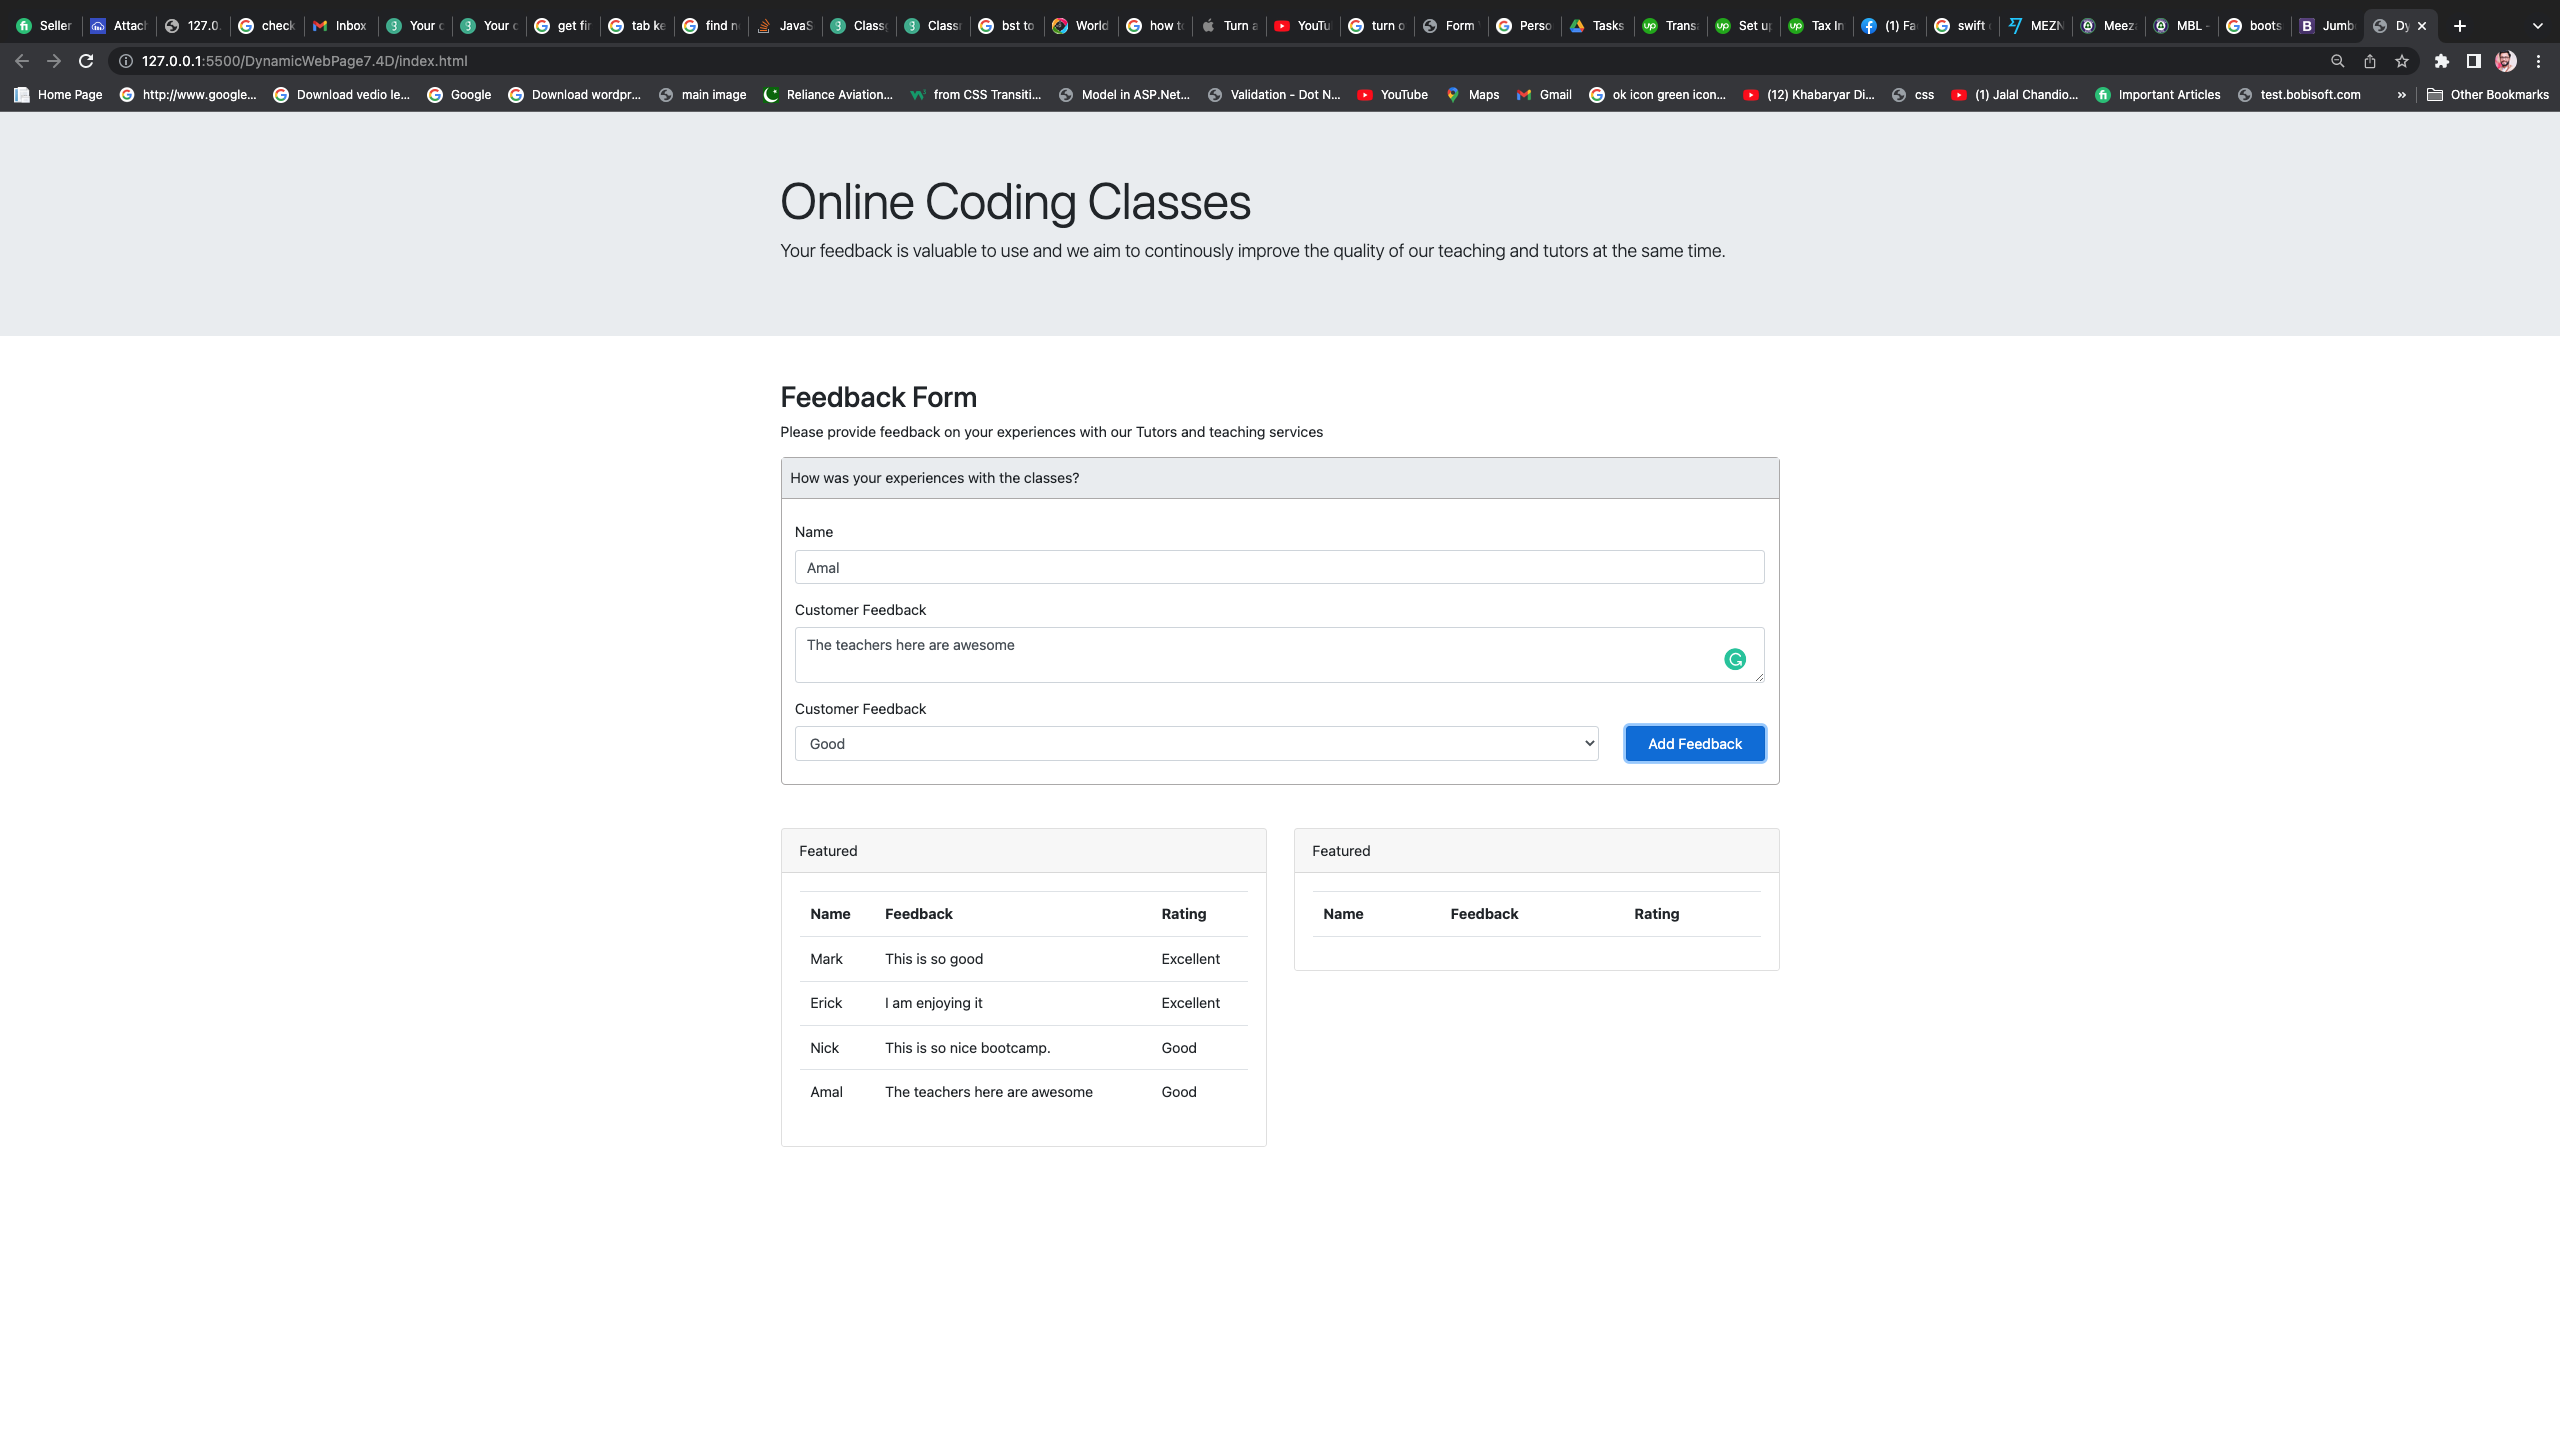 Seller Attach 127.0. check Inbox Your c Your c get fir tab ke find n JavaS Class Classr bst to World how to Turn a YouTu turn o Form Perso Tasks Trans Set u Tax In (1) Fa swift MEZN Meez MBL - boots Jumb Dy
127.0.0.1:5500/DynamicWebPage7.4D/index.html
Home Page http://www.google... Download vedio le... Google Download wordpr... main image Reliance Aviation... from CSS Transiti... Model in ASP.Net... Validation - Dot N... YouTube Maps Gmail ok icon green icon... (12) Khabaryar Di... css (1) Jalal Chandio... Important Articles test.bobisoft.com » Other Bookmarks
Online Coding Classes
Your feedback is valuable to use and we aim to continously improve the quality of our teaching and tutors at the same time.
Feedback Form
Please provide feedback on your experiences with our Tutors and teaching services
How was your experiences with the classes?
Name
Amal
Customer Feedback
The teachers here are awesome
Customer Feedback
Good Add Feedback
Featured
Name Feedback Rating
Mark This is so good Excellent
Erick I am enjoying it Excellent
Nick This is so nice bootcamp. Good
Amal The teachers here are awesome Good
Featured
Name Feedback Rating